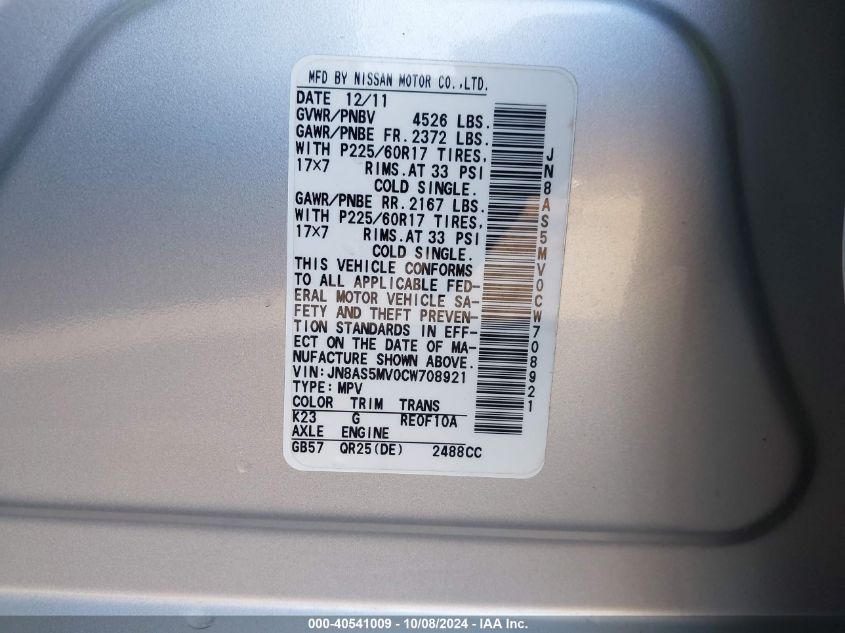 MFD BY NISSAN MOTOR CO.,LTD.
DATE 12/11
GVWR/PNBV 4526 LBS.
GAWR/PNBE FR. 2372 LBS.
WITH P225/60R17 TIRES,
17×7 RIMS. AT 33 PSI
COLD SINGLE.
GAWR/PNBE RR. 2167 LBS.
WITH P225/60R17 TIRES,
17×7 RIMS. AT 33 PSI
COLD SINGLE.
THIS VEHICLE CONFORMS
TO ALL APPLICABLE FED-
ERAL MOTOR VEHICLE SA-
FETY AND THEFT PREVEN-
TION STANDARDS IN EFF-
ECT ON THE DATE OF MA-
NUFACTURE SHOWN ABOVE.
VIN: JN8AS5MV0CW708921
TYPE: MPV
COLOR TRIM TRANS
K23 G RE0F10A
AXLE ENGINE
GB57 QR25(DE) 2488CC
JN8AS5MV0CW708921
000-40541009 - 10/08/2024 - IAA Inc.